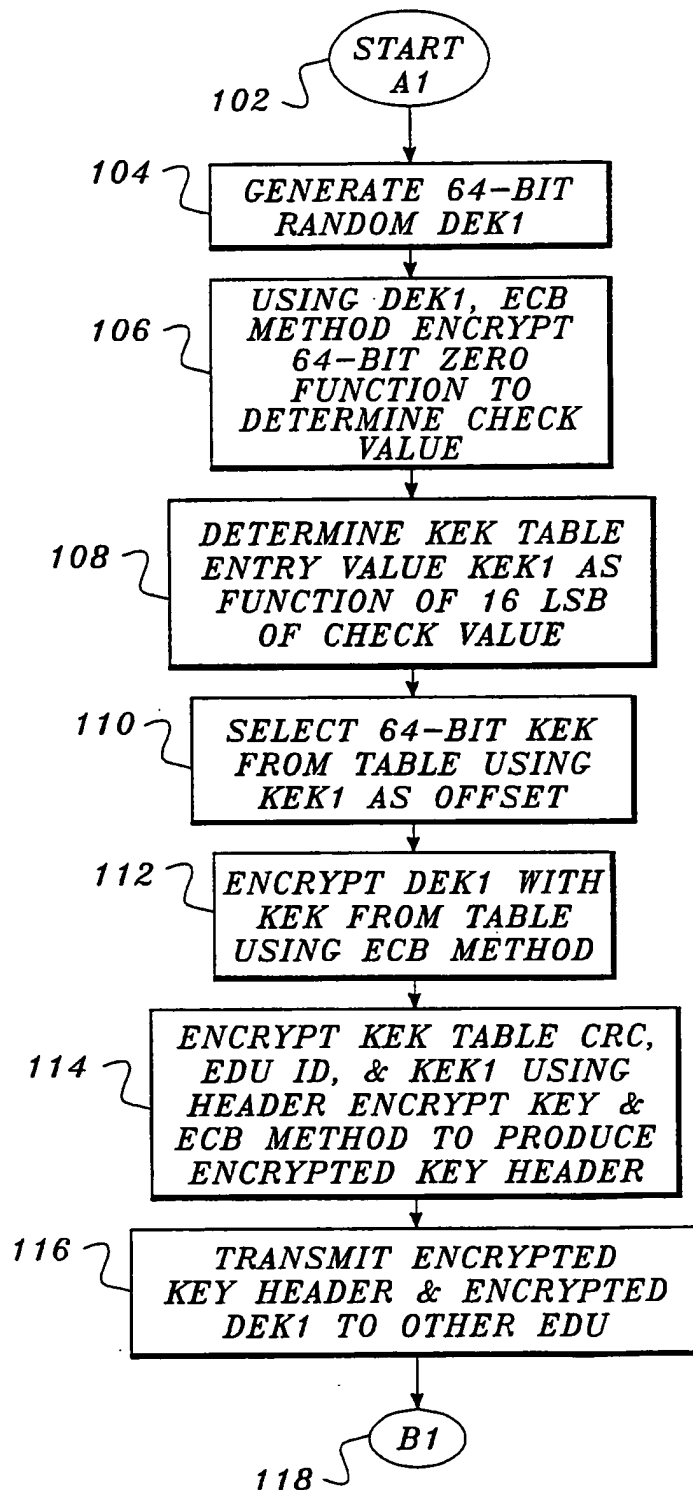 START
A1
102
104
GENERATE 64-BIT
RANDOM DEK1
106
USING DEK1, ECB
METHOD ENCRYPT
64-BIT ZERO
FUNCTION TO
DETERMINE CHECK
VALUE
108
DETERMINE KEK TABLE
ENTRY VALUE KEK1 AS
FUNCTION OF 16 LSB
OF CHECK VALUE
110
SELECT 64-BIT KEK
FROM TABLE USING
KEK1 AS OFFSET
112
ENCRYPT DEK1 WITH
KEK FROM TABLE
USING ECB METHOD
114
ENCRYPT KEK TABLE CRC,
EDU ID, & KEK1 USING
HEADER ENCRYPT KEY &
ECB METHOD TO PRODUCE
ENCRYPTED KEY HEADER
116
TRANSMIT ENCRYPTED
KEY HEADER & ENCRYPTED
DEK1 TO OTHER EDU
B1
118